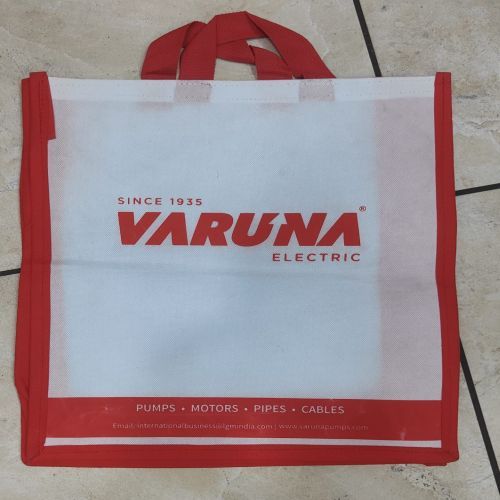 SINCE 1935
VARUNA®
ELECTRIC
PUMPS • MOTORS • PIPES • CABLES
Email: internationalbusiness@lgmindia.com | www.varunapumps.com